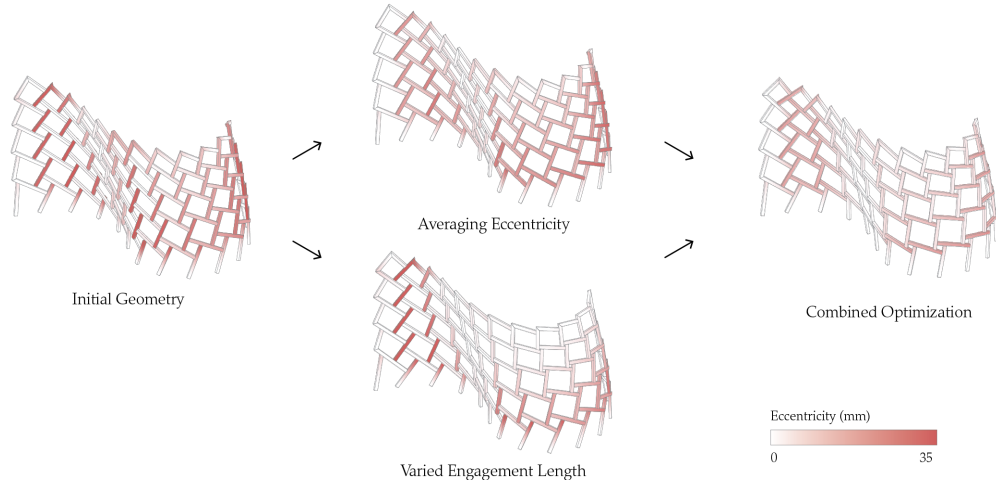 Averaging Eccentricity
Initial Geometry
Combined Optimization
Varied Engagement Length
Eccentricity (mm)
0 35